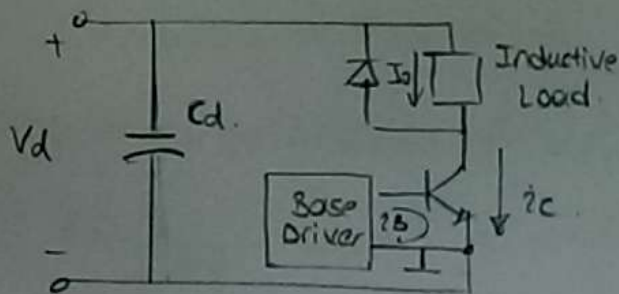 +
Vd
-
Cd.
Io
Inductive
Load.
Base
Driver
iB
ic